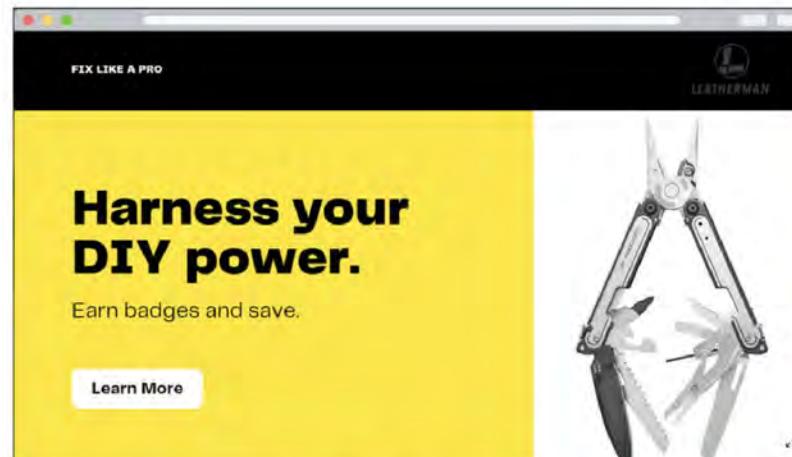 FIX LIKE A PRO
LEATHERMAN
Harness your
DIY power.
Earn badges and save.
Learn More